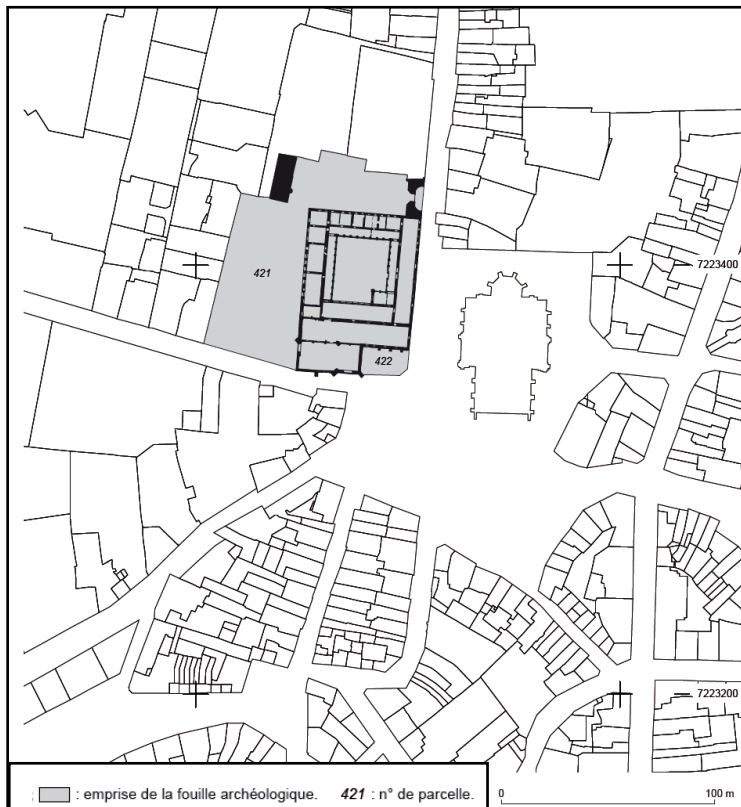 7223400
421
422
7223200
: emprise de la fouille archéologique. 421 : n° de parcelle.
0 100 m